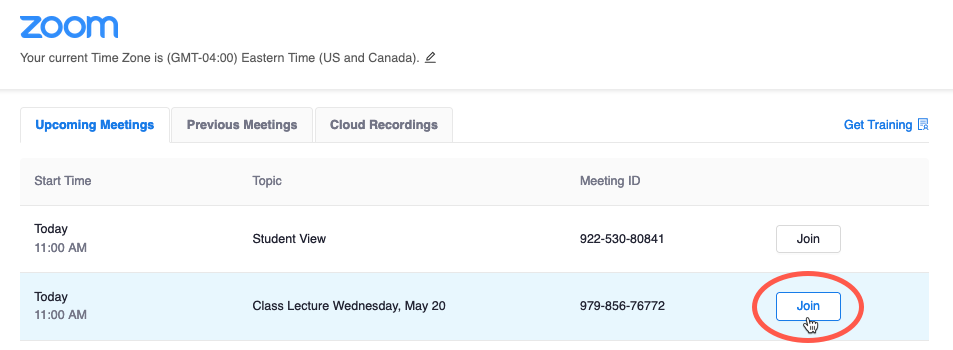 zoom
Your current Time Zone is (GMT-04:00) Eastern Time (US and Canada).
Upcoming Meetings Previous Meetings Cloud Recordings Get Training
Start Time Topic Meeting ID
Today
11:00 AM Student View 922-530-80841 Join
Today
11:00 AM Class Lecture Wednesday, May 20 979-856-76772 Join